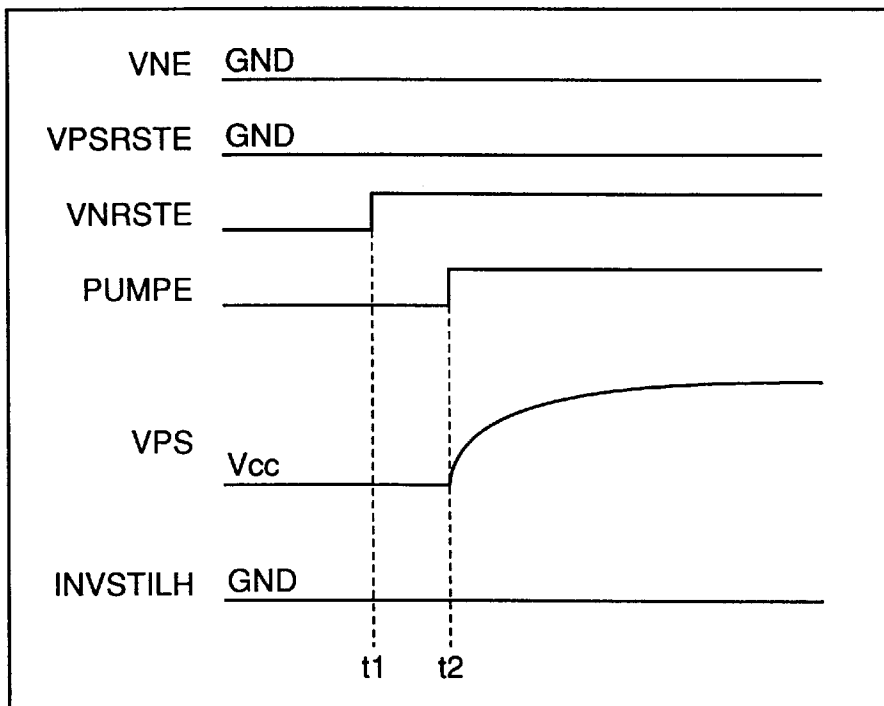 VNE GND
VPSRSTE GND
VNRSTE
PUMPE
VPS
Vcc
INVSTILH GND
t1 t2